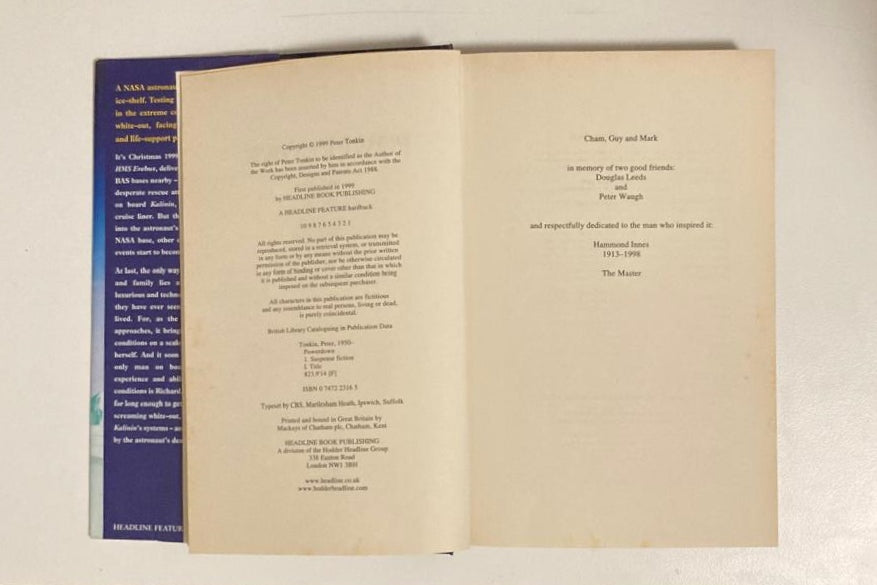 A NASA astronau
ice-shelf. Testing
in the extreme c
white-out, facing
and life-support p
It's Christmas 1999
HMS Erebus, delive
BAS bases nearby –
desperate rescue an
on board Kalinin,
cruise liner. But th
into the astronaut's
NASA base, other
events start to becom
At last, the only way
and family lies a
luxurious and techn
they have ever seen
lived. For, as the
approaches, it bring
conditions on a scale
herself. And it soon
only man on boa
experience and abil
conditions is Richard
for long enough to get
screaming white-out,
Kalinin's systems – a
by the astronaut's dea
HEADLINE FEATUR
Copyright © 1999 Peter Tonkin
The right of Peter Tonkin to be identified as the Author of
the Work has been asserted by him in accordance with the
Copyright, Designs and Patents Act 1988.
First published in 1999
by HEADLINE BOOK PUBLISHING
A HEADLINE FEATURE hardback
10 9 8 7 6 5 4 3 2 1
All rights reserved. No part of this publication may be
reproduced, stored in a retrieval system, or transmitted
in any form or by any means without the prior written
permission of the publisher, nor be otherwise circulated
in any form of binding or cover other than that in which
it is published and without a similar condition being
imposed on the subsequent purchaser.
All characters in this publication are fictitious
and any resemblance to real persons, living or dead,
is purely coincidental.
British Library Cataloguing in Publication Data
Tonkin, Peter, 1950–
Powerdown
1. Suspense fiction
I. Title
823.9'14 [F]
ISBN 0 7472 2316 5
Typeset by CBS, Martlesham Heath, Ipswich, Suffolk
Printed and bound in Great Britain by
Mackays of Chatham plc, Chatham, Kent
HEADLINE BOOK PUBLISHING
A division of the Hodder Headline Group
338 Euston Road
London NW1 3BH
www.headline.co.uk
www.hodderheadline.com
Cham, Guy and Mark
in memory of two good friends:
Douglas Leeds
and
Peter Waugh
and respectfully dedicated to the man who inspired it:
Hammond Innes
1913–1998
The Master